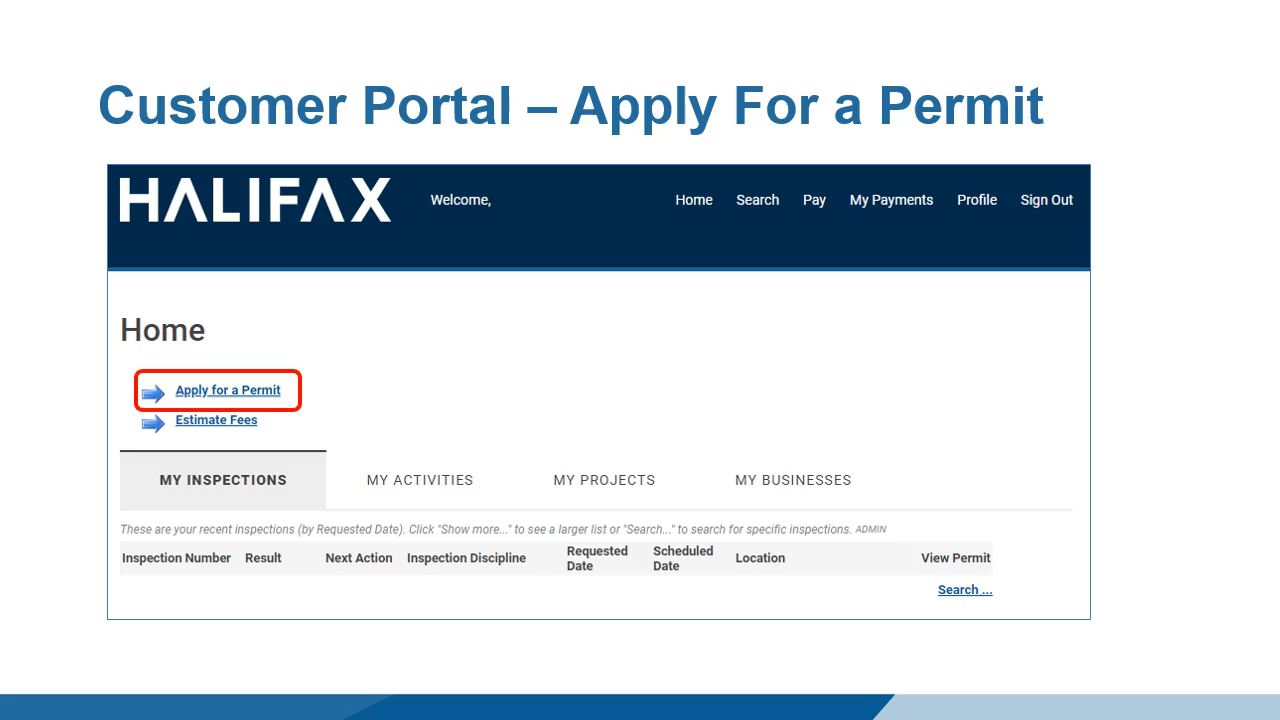 Customer Portal – Apply For a Permit
HALIFAX Welcome, Home Search Pay My Payments Profile Sign Out
Home
Apply for a Permit
Estimate Fees
MY INSPECTIONS MY ACTIVITIES MY PROJECTS MY BUSINESSES
These are your recent inspections (by Requested Date). Click "Show more..." to see a larger list or "Search..." to search for specific inspections. ADMIN
Inspection Number Result Next Action Inspection Discipline Requested Date Scheduled Date Location View Permit
Search ...